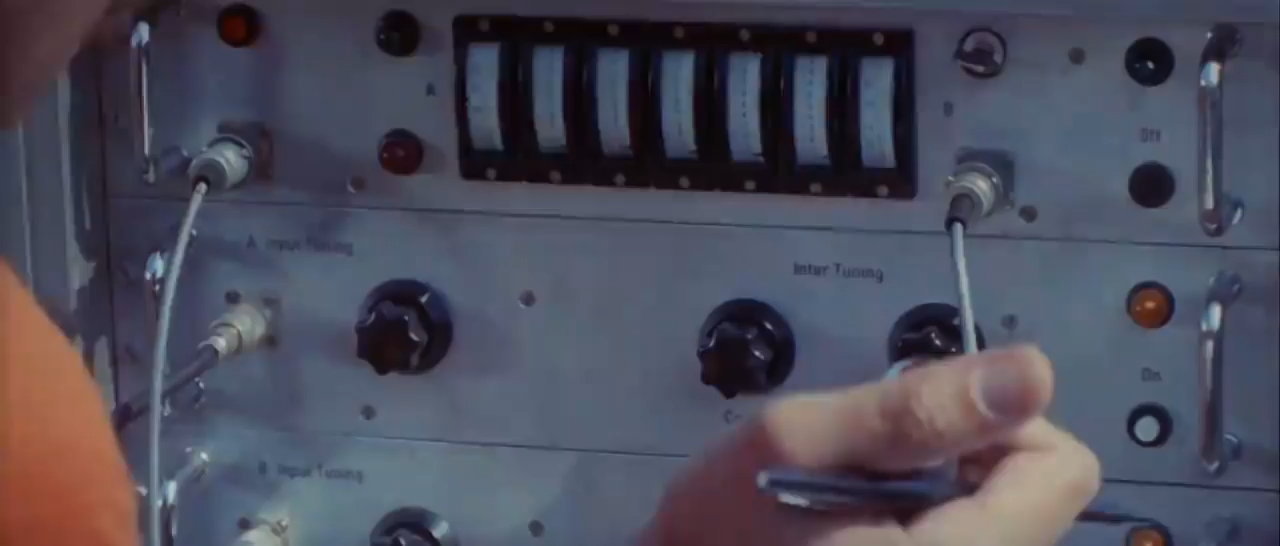 A
B
Off
A Input Tuning
Inter Tuning
On
B Input Tuning